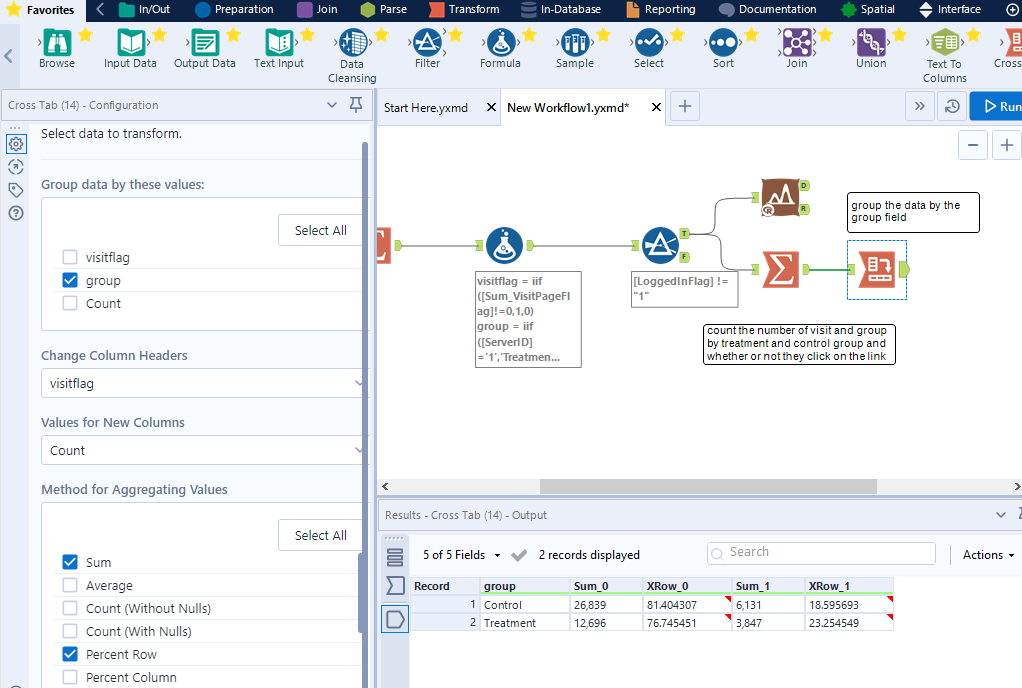 Favorites In/Out Preparation Join Parse Transform In-Database Reporting Documentation Spatial Interface
Browse Input Data Output Data Text Input Data Cleansing Filter Formula Sample Select Sort Join Union Text To Columns Cross
Cross Tab (14) - Configuration
Start Here.yxmd
New Workflow1.yxmd*
Run
Select data to transform.
Group data by these values:
Select All
visitflag
group
Count
Change Column Headers
visitflag
Values for New Columns
Count
Method for Aggregating Values
Select All
Sum
Average
Count (Without Nulls)
Count (With Nulls)
Percent Row
Percent Column
visitflag = iif
([Sum_VisitPageFl
ag]!=0,1,0)
group = iif
([ServerID]
='1','Treatmen...
T
F
[LoggedInFlag] !=
"1"
D
R
R
group the data by the
group field
count the number of visit and group
by treatment and control group and
whether or not they click on the link
Results - Cross Tab (14) - Output
5 of 5 Fields 2 records displayed Search Actions
Record group Sum_0 XRow_0 Sum_1 XRow_1
1 Control 26,839 81.404307 6,131 18.595693
2 Treatment 12,696 76.745451 3,847 23.254549